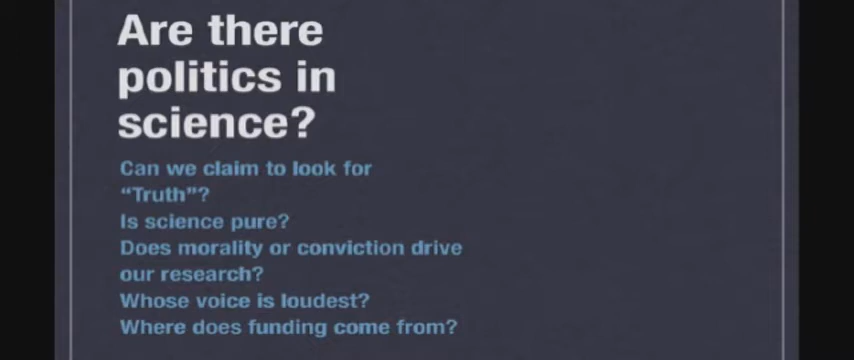 Are there
politics in
science?
Can we claim to look for
“Truth”?
Is science pure?
Does morality or conviction drive
our research?
Whose voice is loudest?
Where does funding come from?